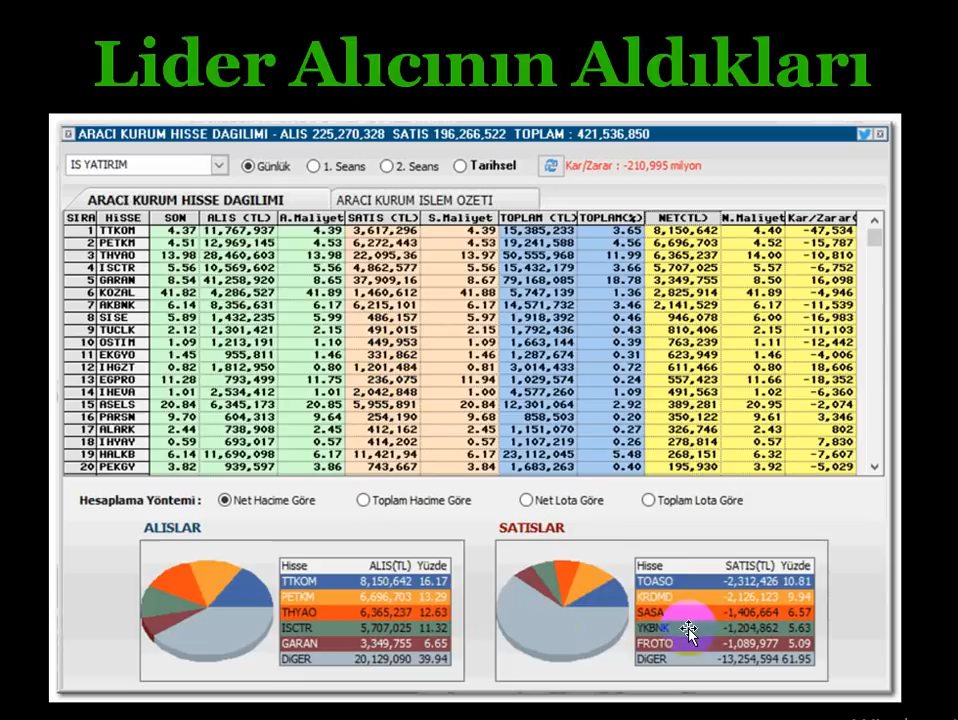 Lider Alıcının Aldıkları
ARACI KURUM HISSE DAGILIMI - ALIS 225,270,328 SATIS 196,266,522 TOPLAM : 421,536,850
IS YATIRIM Günlük 1. Seans 2. Seans Tarihsel Kar/Zarar : -210,995 milyon
ARACI KURUM HISSE DAGILIMI ARACI KURUM ISLEM OZETI
SIRA HiSSE SON ALIS (TL) A.Maliyet SATIS (TL) S.Maliyet TOPLAM (TL) TOPLAM(%) NET(TL) N.Maliyet Kar/Zarar(
1 TTKOM 4.37 11,767,937 4.39 3,617,296 4.39 15,385,233 3.65 8,150,642 4.40 -47,534
2 PETKM 4.51 12,969,145 4.53 6,272,443 4.53 19,241,588 4.56 6,696,703 4.52 -15,787
3 THYAO 13.98 28,460,603 13.98 22,095,36 13.97 50,555,968 11.99 6,365,237 14.00 -10,810
4 ISCTR 5.56 10,569,602 5.56 4,862,577 5.56 15,432,179 3.66 5,707,025 5.57 -6,752
5 GARAN 8.54 41,258,920 8.65 37,909,16 8.67 79,168,085 18.78 3,349,755 8.50 16,098
6 KOZAL 41.82 4,286,527 41.89 1,460,612 41.88 5,747,139 1.36 2,825,914 41.89 -4,946
7 AKBNK 6.14 8,356,631 6.17 6,215,101 6.17 14,571,732 3.46 2,141,529 6.17 -11,539
8 SISE 5.89 1,432,235 5.99 486,157 5.97 1,918,392 0.46 946,078 6.00 -16,983
9 TUCLK 2.12 1,301,421 2.15 491,015 2.15 1,792,436 0.43 810,406 2.15 -11,103
10 OSTIM 1.09 1,213,191 1.10 449,953 1.09 1,663,144 0.39 763,239 1.11 -12,442
11 EKGYO 1.45 955,811 1.46 331,862 1.46 1,287,674 0.31 623,949 1.46 -4,006
12 IHGZT 0.82 1,812,950 0.80 1,201,484 0.81 3,014,433 0.72 611,466 0.80 18,606
13 EGPRO 11.28 793,499 11.75 236,075 11.94 1,029,574 0.24 557,423 11.66 -18,352
14 IHEVA 1.01 2,534,412 1.01 2,042,848 1.00 4,577,260 1.09 491,563 1.02 -6,360
15 ASELS 20.84 6,345,173 20.85 5,955,891 20.84 12,301,064 2.92 389,281 20.95 -2,074
16 PARSN 9.70 604,313 9.64 254,190 9.68 858,503 0.20 350,122 9.61 3,346
17 ALARK 2.44 738,908 2.45 412,162 2.45 1,151,070 0.27 326,746 2.43 802
18 IHYAY 0.59 693,017 0.57 414,202 0.57 1,107,219 0.26 278,814 0.57 7,830
19 HALKB 6.14 11,690,098 6.17 11,421,94 6.17 23,112,045 5.48 268,151 6.32 -7,607
20 PEKGY 3.82 939,597 3.86 743,667 3.84 1,683,263 0.40 195,930 3.92 -5,029
Hesaplama Yöntemi : Net Hacime Göre Toplam Hacime Göre Net Lota Göre Toplam Lota Göre
ALISLAR SATISLAR
Hisse ALIS(TL) Yüzde
TTKOM 8,150,642 16.17
PETKM 6,696,703 13.29
THYAO 6,365,237 12.63
ISCTR 5,707,025 11.32
GARAN 3,349,755 6.65
DiGER 20,129,090 39.94
Hisse SATIS(TL) Yüzde
TOASO -2,312,426 10.81
KRDMD -2,126,123 9.94
SASA -1,406,664 6.57
YKBNK -1,204,862 5.63
FROTO -1,089,977 5.09
DiGER -13,254,594 61.95